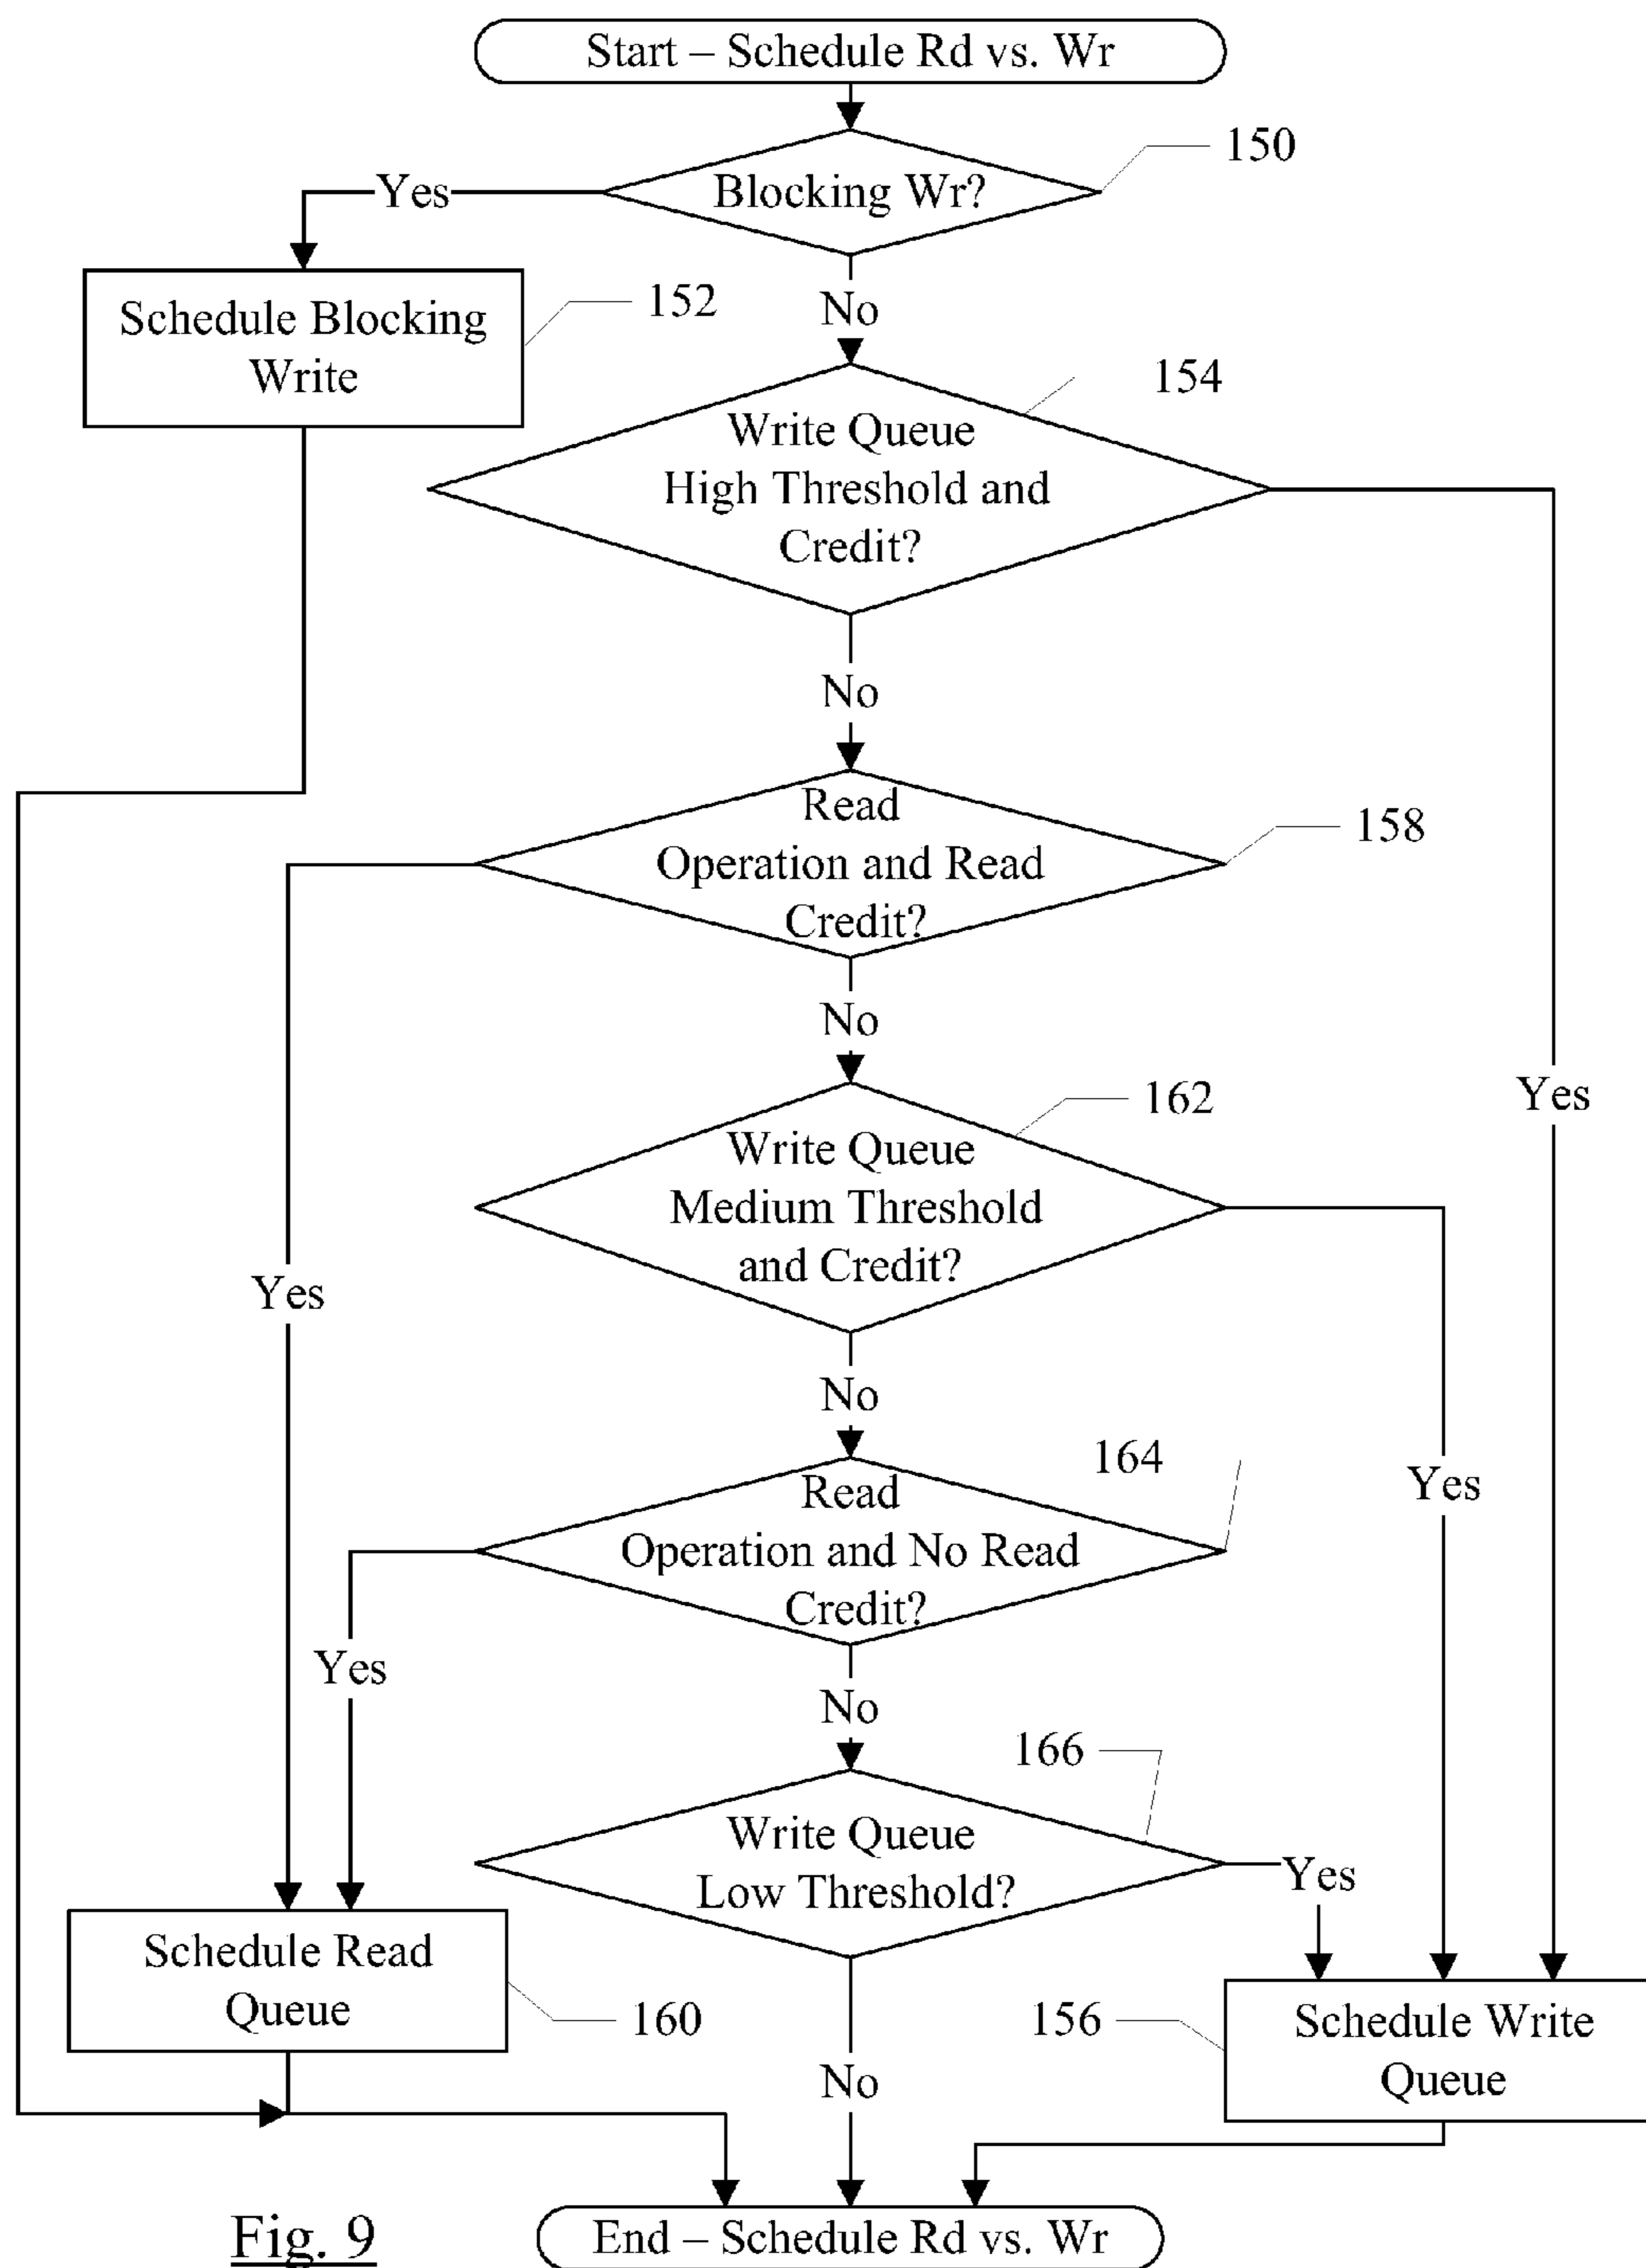 Start – Schedule Rd vs. Wr
150
Yes
Blocking Wr?
Schedule Blocking
Write
152
No
154
Write Queue
High Threshold and
Credit?
No
Read
Operation and Read
Credit?
158
No
Yes
162
Write Queue
Medium Threshold
and Credit?
Yes
No
164
Read
Operation and No Read
Credit?
Yes
Yes
No
166
Write Queue
Low Threshold?
Yes
Schedule Read
Queue
160
156
Schedule Write
Queue
No
Fig. 9
End – Schedule Rd vs. Wr